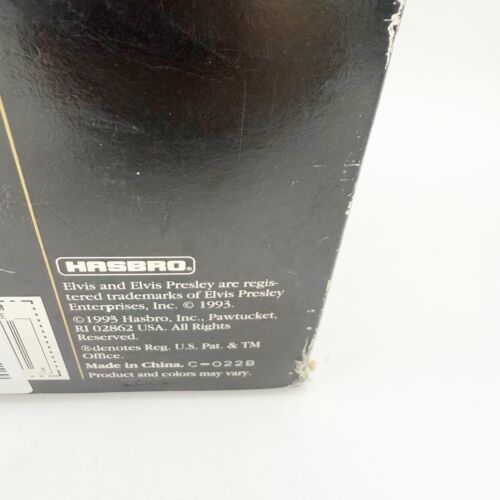 HASBRO®
Elvis and Elvis Presley are regis-
tered trademarks of Elvis Presley
Enterprises, Inc. © 1993.
©1993 Hasbro, Inc., Pawtucket,
RI 02862 USA. All Rights
Reserved.
®denotes Reg. U.S. Pat. & TM
Office.
Made in China. C-022B
Product and colors may vary.
M
E
3